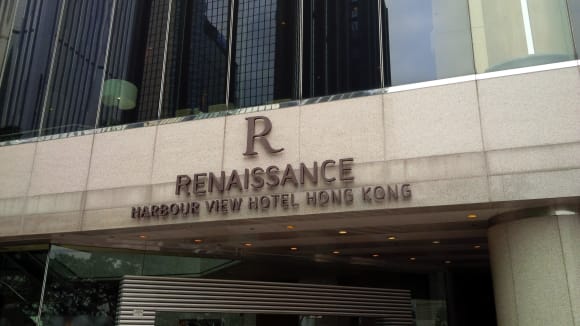 R
RENAISSANCE
HARBOUR VIEW HOTEL HONG KONG